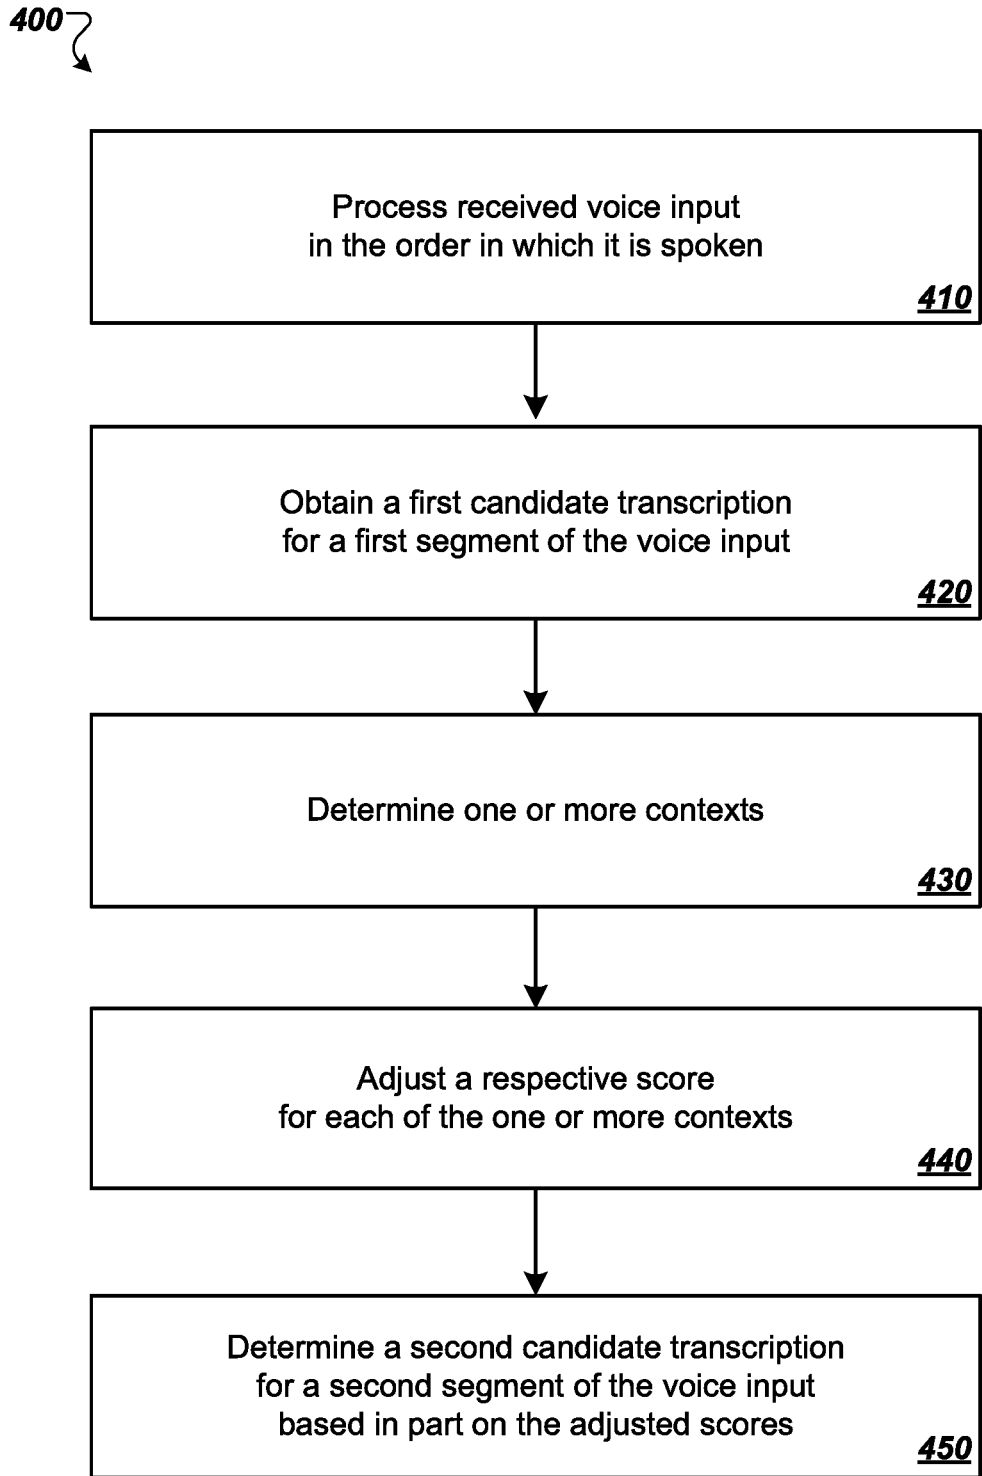 400
Process received voice input
in the order in which it is spoken
410
Obtain a first candidate transcription
for a first segment of the voice input
420
Determine one or more contexts
430
Adjust a respective score
for each of the one or more contexts
440
Determine a second candidate transcription
for a second segment of the voice input
based in part on the adjusted scores
450